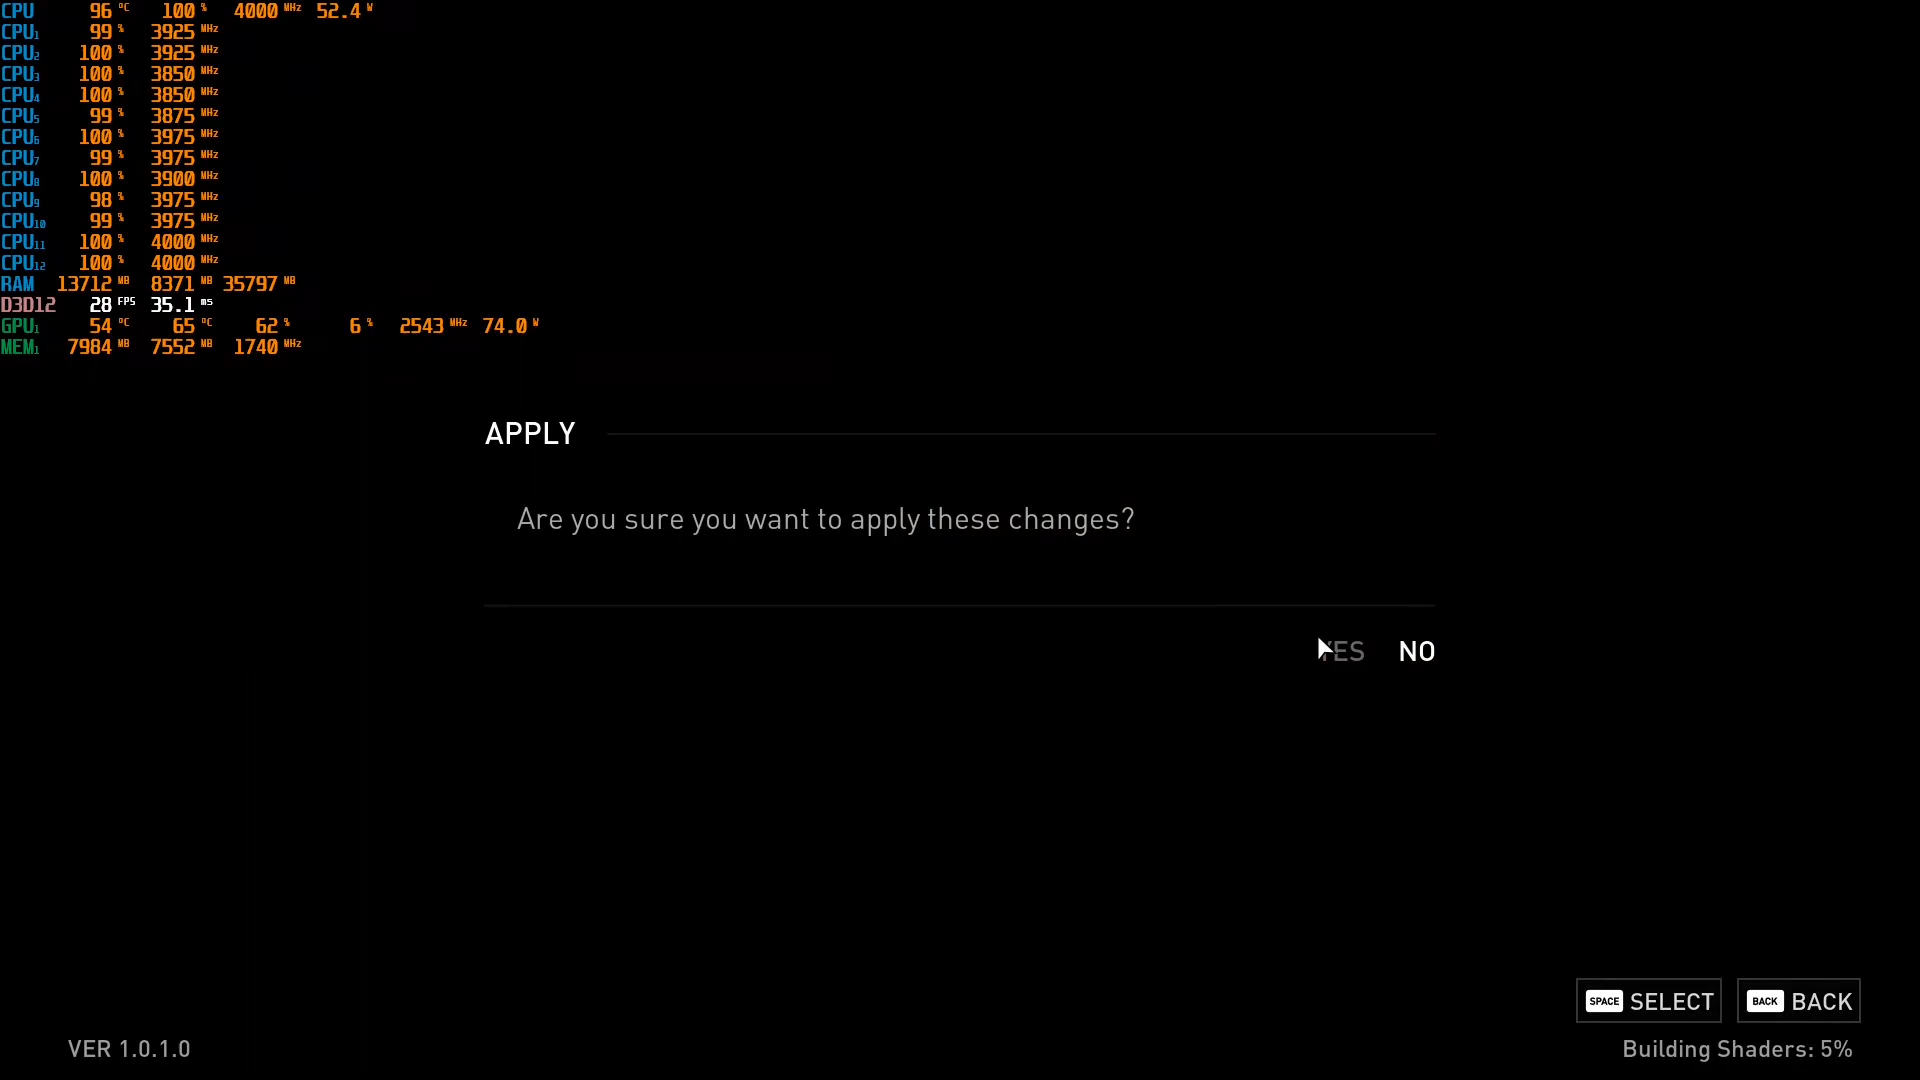 CPU 96 °C 100 % 4000 MHz 52.4 W
CPU1 99 % 3925 MHz
CPU2 100 % 3925 MHz
CPU3 100 % 3850 MHz
CPU4 100 % 3850 MHz
CPU5 99 % 3875 MHz
CPU6 100 % 3975 MHz
CPU7 99 % 3975 MHz
CPU8 100 % 3900 MHz
CPU9 98 % 3975 MHz
CPU10 99 % 3975 MHz
CPU11 100 % 4000 MHz
CPU12 100 % 4000 MHz
RAM 13712 MB 8371 MB 35797 MB
D3D12 28 FPS 35.1 ms
GPU1 54 °C 65 °C 62 % 6 % 2543 MHz 74.0 W
MEM1 7984 MB 7552 MB 1740 MHz
APPLY
Are you sure you want to apply these changes?
YES NO
SPACE SELECT BACK BACK
VER 1.0.1.0 Building Shaders: 5%